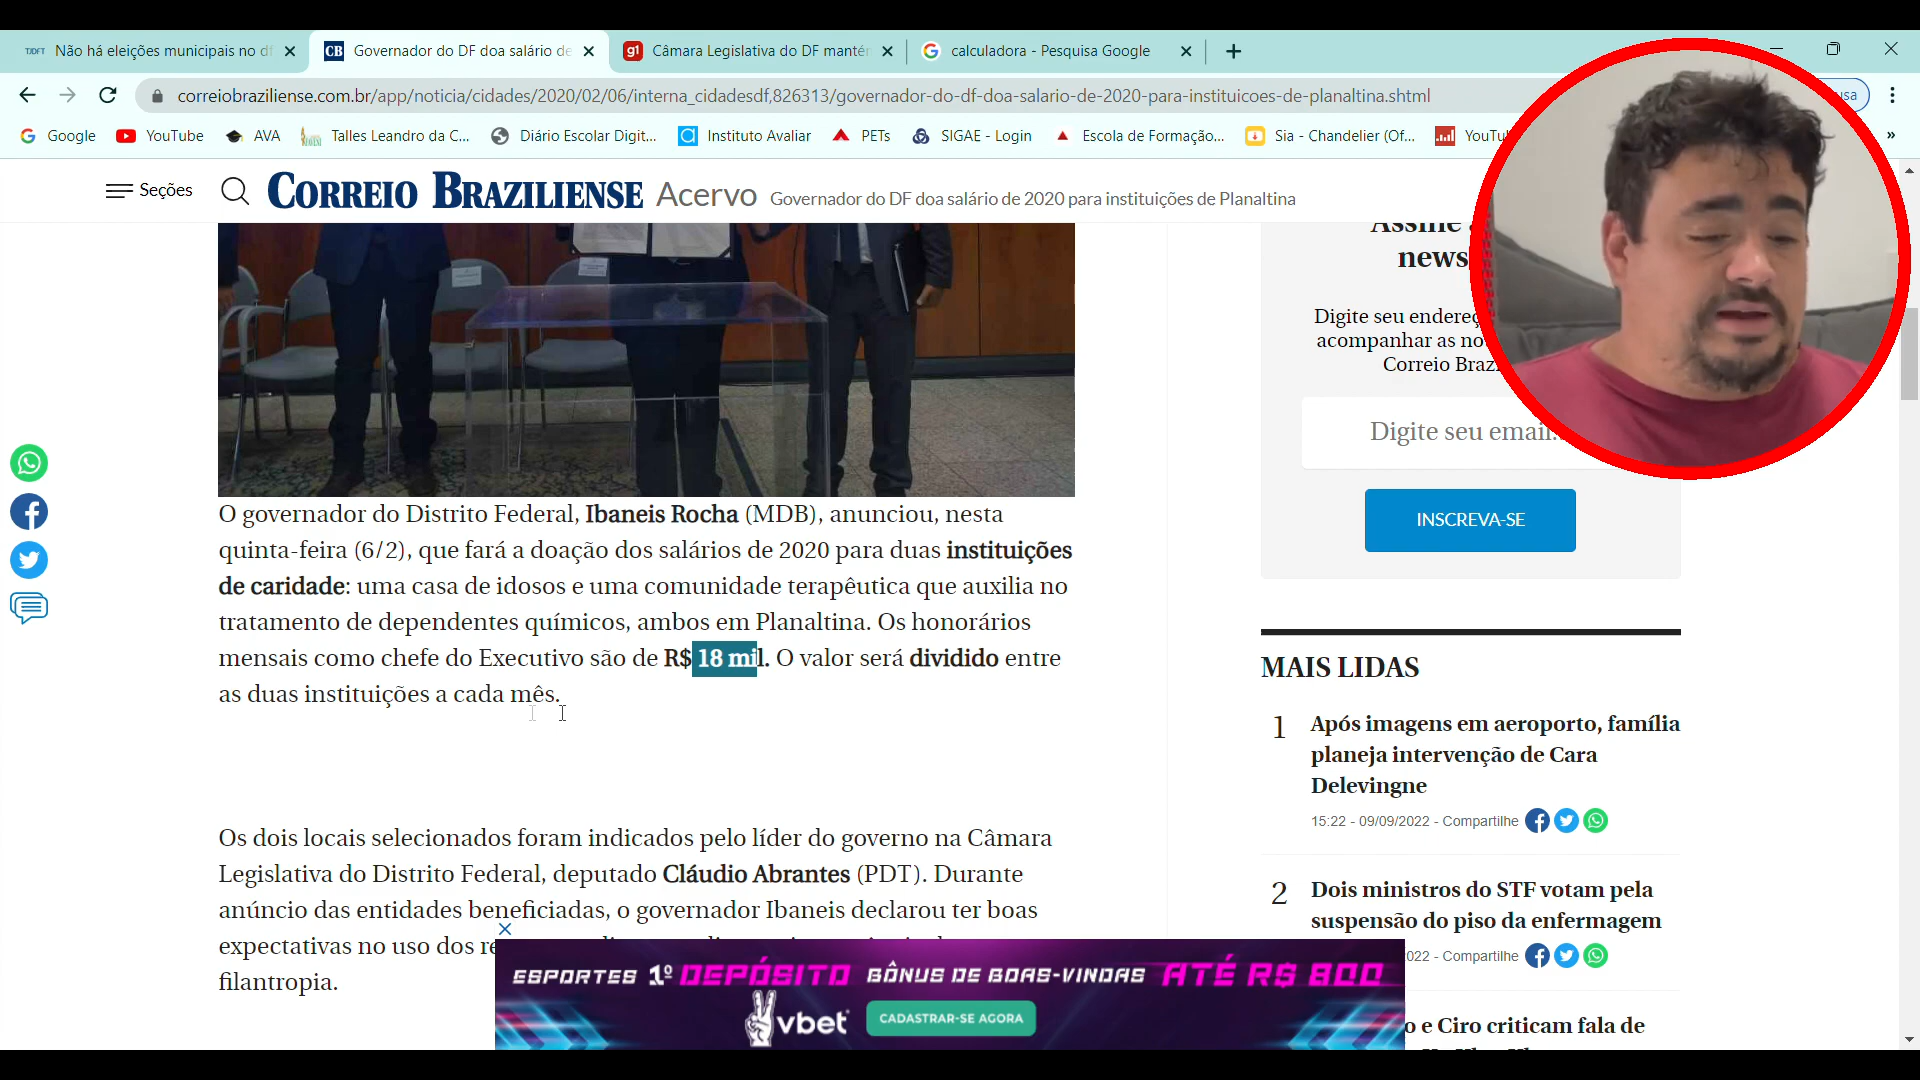 TJDFT Não há eleições municipais no df
CB Governador do DF doa salário de
g1 Câmara Legislativa do DF mantém
calculadora - Pesquisa Google
correiobraziliense.com.br/app/noticia/cidades/2020/02/06/interna_cidadesdf,826313/governador-do-df-doa-salario-de-2020-para-instituicoes-de-planaltina.shtml
usa
Google
YouTube
AVA
Talles Leandro da C...
Diário Escolar Digit...
Instituto Avaliar
PETs
SIGAE - Login
Escola de Formação...
Sia - Chandelier (Of...
YouTu
»
Seções
CORREIO BRAZILIENSE Acervo Governador do DF doa salário de 2020 para instituições de Planaltina
O governador do Distrito Federal, Ibaneis Rocha (MDB), anunciou, nesta
quinta-feira (6/2), que fará a doação dos salários de 2020 para duas instituições
de caridade: uma casa de idosos e uma comunidade terapêutica que auxilia no
tratamento de dependentes químicos, ambos em Planaltina. Os honorários
mensais como chefe do Executivo são de R$ 18 mil. O valor será dividido entre
as duas instituições a cada mês.
Os dois locais selecionados foram indicados pelo líder do governo na Câmara
Legislativa do Distrito Federal, deputado Cláudio Abrantes (PDT). Durante
anúncio das entidades beneficiadas, o governador Ibaneis declarou ter boas
expectativas no uso dos
filantropia.
Assine
news
Digite seu endereç
acompanhar as no
Correio Braz
Digite seu email...
INSCREVA-SE
MAIS LIDAS
1
Após imagens em aeroporto, família
planeja intervenção de Cara
Delevingne
15:22 - 09/09/2022 - Compartilhe
2
Dois ministros do STF votam pela
suspensão do piso da enfermagem
022 - Compartilhe
o e Ciro criticam fala de
ESPORTES 1º DEPÓSITO BÔNUS DE BOAS-VINDAS ATÉ R$ 800
vbet
CADASTRAR-SE AGORA